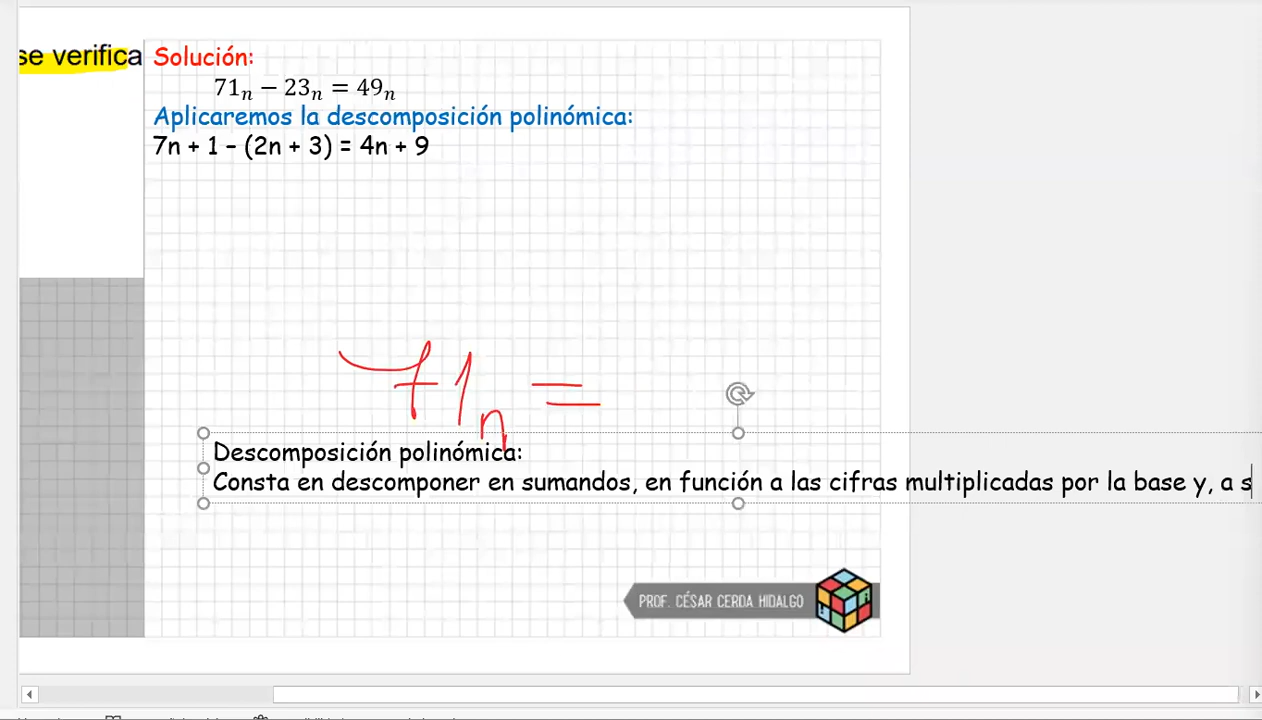 se verifica
Solución:
71ₙ − 23ₙ = 49ₙ
Aplicaremos la descomposición polinómica:
7n + 1 – (2n + 3) = 4n + 9
71ₙ =
Descomposición polinómica:
Consta en descomponer en sumandos, en función a las cifras multiplicadas por la base y, a s
PROF. CÉSAR CERDA HIDALGO